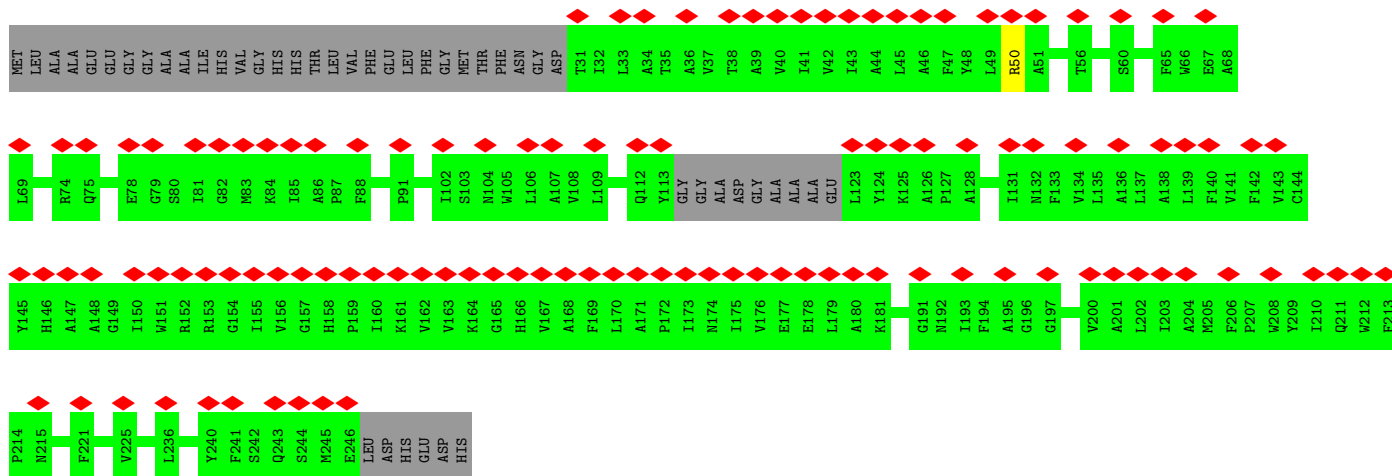 MET LEU ALA ALA GLU GLU GLY GLY ALA ALA ILE HIS VAL GLY HIS HIS THR LEU VAL PHE GLU LEU PHE GLY MET THR PHE ASN GLY ASP T31 I32 L33 A34 T35 A36 V37 T38 A39 V40 I41 V42 I43 A44 L45 A46 F47 Y48 L49 R50 A51 T56 S60 F65 W66 E67 A68
L69 R74 Q75 E78 G79 S80 I81 G82 M83 K84 I85 A86 P87 F88 P91 I102 S103 N104 W105 L106 A107 V108 L109 Q112 Y113 GLY GLY ALA ASP GLY ALA ALA ALA GLU L123 Y124 K125 A126 P127 A128 I131 N132 F133 V134 L135 A136 L137 A138 L139 F140 V141 F142 V143 C144
Y145 H146 A147 A148 G149 I150 W151 R152 R153 G154 I155 V156 G157 H158 P159 I160 K161 V162 V163 K164 G165 H166 V167 A168 F169 L170 A171 P172 I173 N174 I175 V176 E177 E178 L179 A180 K181 G191 N192 I193 F194 A195 G196 G197 V200 A201 L202 I203 A204 M205 F206 P207 W208 Y209 I210 Q211 W212 F213
P214 N215 F221 V225 L236 Y240 F241 S242 Q243 S244 M245 E246 LEU ASP HIS GLU ASP HIS